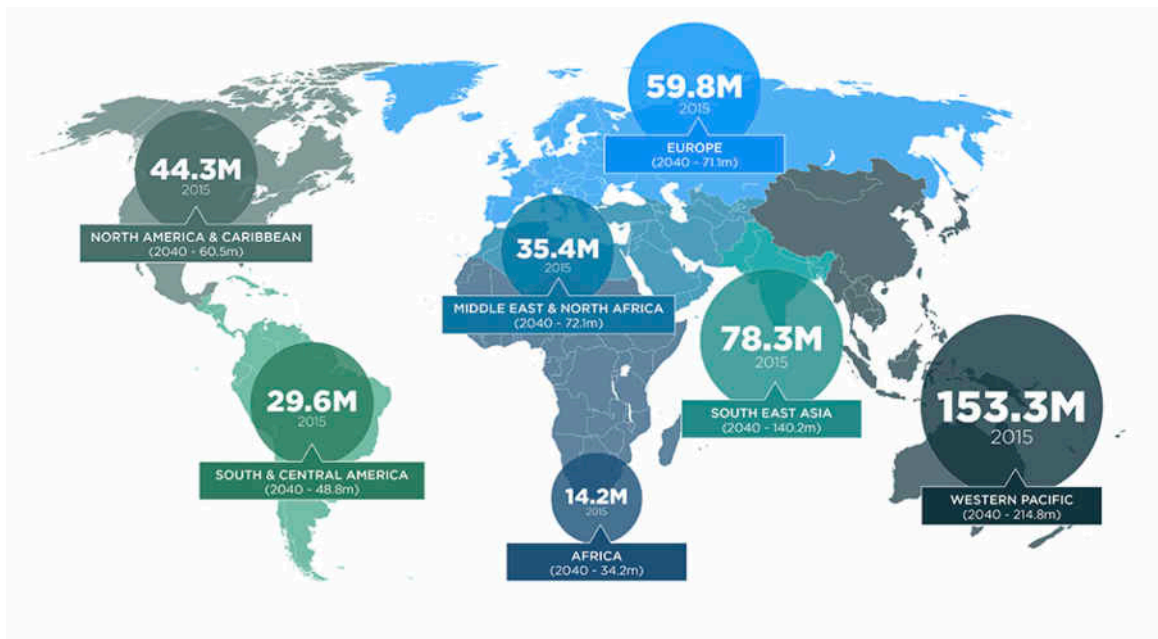 59.8M
2015
EUROPE
(2040 - 71.1m)
44.3M
2015
NORTH AMERICA & CARIBBEAN
(2040 - 60.5m)
35.4M
2015
MIDDLE EAST & NORTH AFRICA
(2040 - 72.1m)
78.3M
2015
SOUTH EAST ASIA
(2040 - 140.2m)
29.6M
2015
SOUTH & CENTRAL AMERICA
(2040 - 48.8m)
153.3M
2015
WESTERN PACIFIC
(2040 - 214.8m)
14.2M
2015
AFRICA
(2040 - 34.2m)